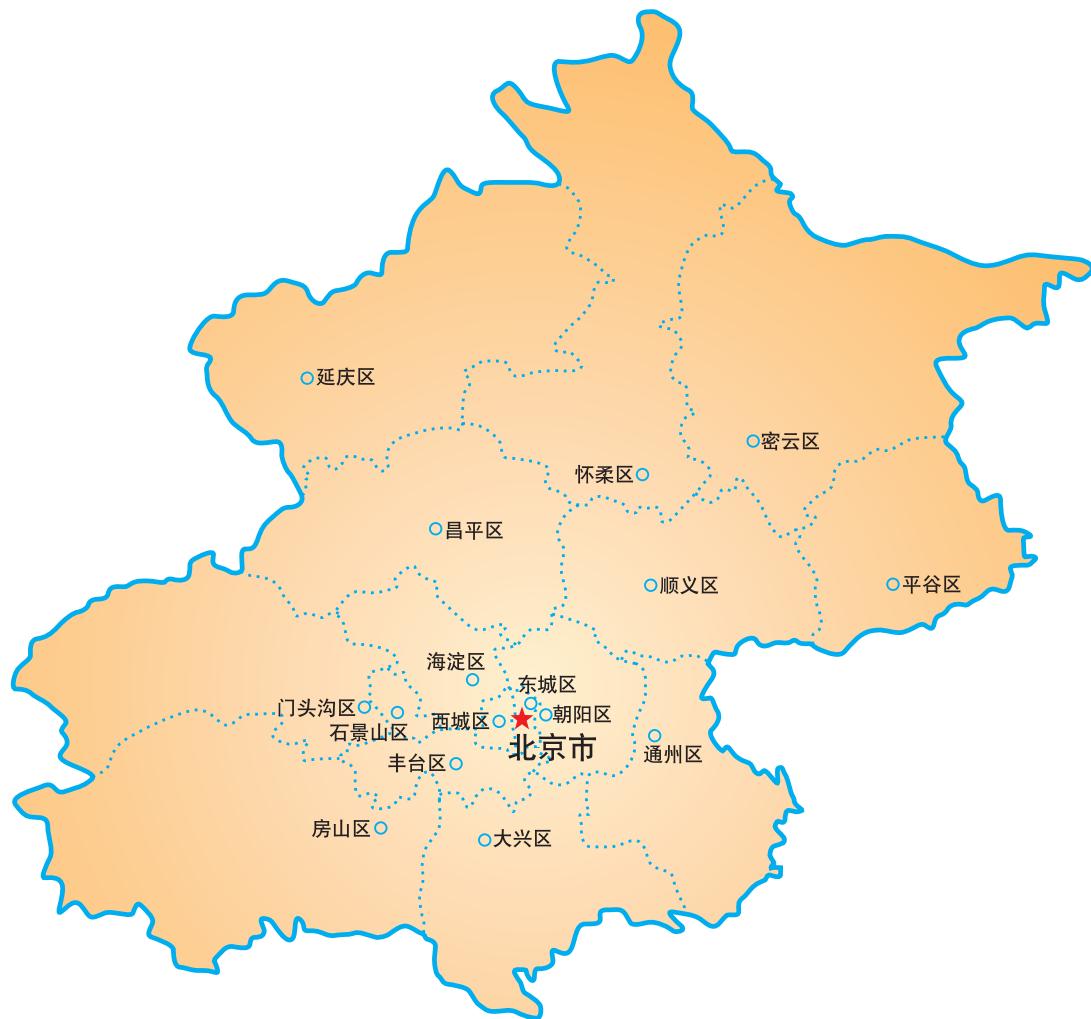 延庆区
密云区
怀柔区
昌平区
顺义区
平谷区
海淀区
东城区
门头沟区
朝阳区
西城区
石景山区
北京市
通州区
丰台区
房山区
大兴区